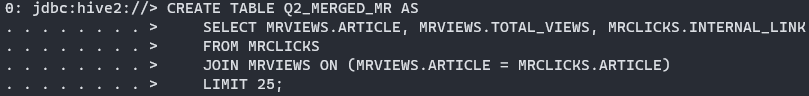 0: jdbc:hive2://> CREATE TABLE Q2_MERGED_MR AS
. . . . . . . . >     SELECT MRVIEWS.ARTICLE, MRVIEWS.TOTAL_VIEWS, MRCLICKS.INTERNAL_LINK
. . . . . . . . >     FROM MRCLICKS
. . . . . . . . >     JOIN MRVIEWS ON (MRVIEWS.ARTICLE = MRCLICKS.ARTICLE)
. . . . . . . . >     LIMIT 25;